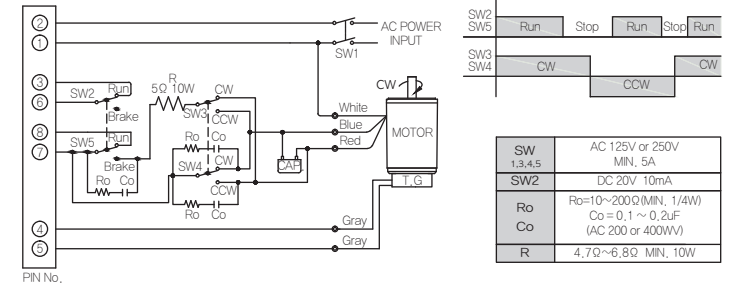 2
1
3
6
8
7
4
5
PIN No.
AC POWER
INPUT
SW1
R
5Ω 10W
SW2
Run
Brake
SW5
Run
Brake
Ro Co
CW
SW3
CCW
Ro Co
SW4
CW
CCW
Ro Co
CAP.
CW
White
Blue
Red
MOTOR
T.G
Gray
Gray
SW2
SW5
Run
Stop
Run
Stop
Run
SW3
SW4
CW
CCW
CW
SW
1,3,4,5
AC 125V or 250V
MIN. 5A
SW2
DC 20V 10mA
Ro
Co
Ro=10~200Ω(MIN. 1/4W)
Co = 0.1 ~ 0.2uF
(AC 200 or 400WV)
R
4.7Ω~6.8Ω MIN. 10W